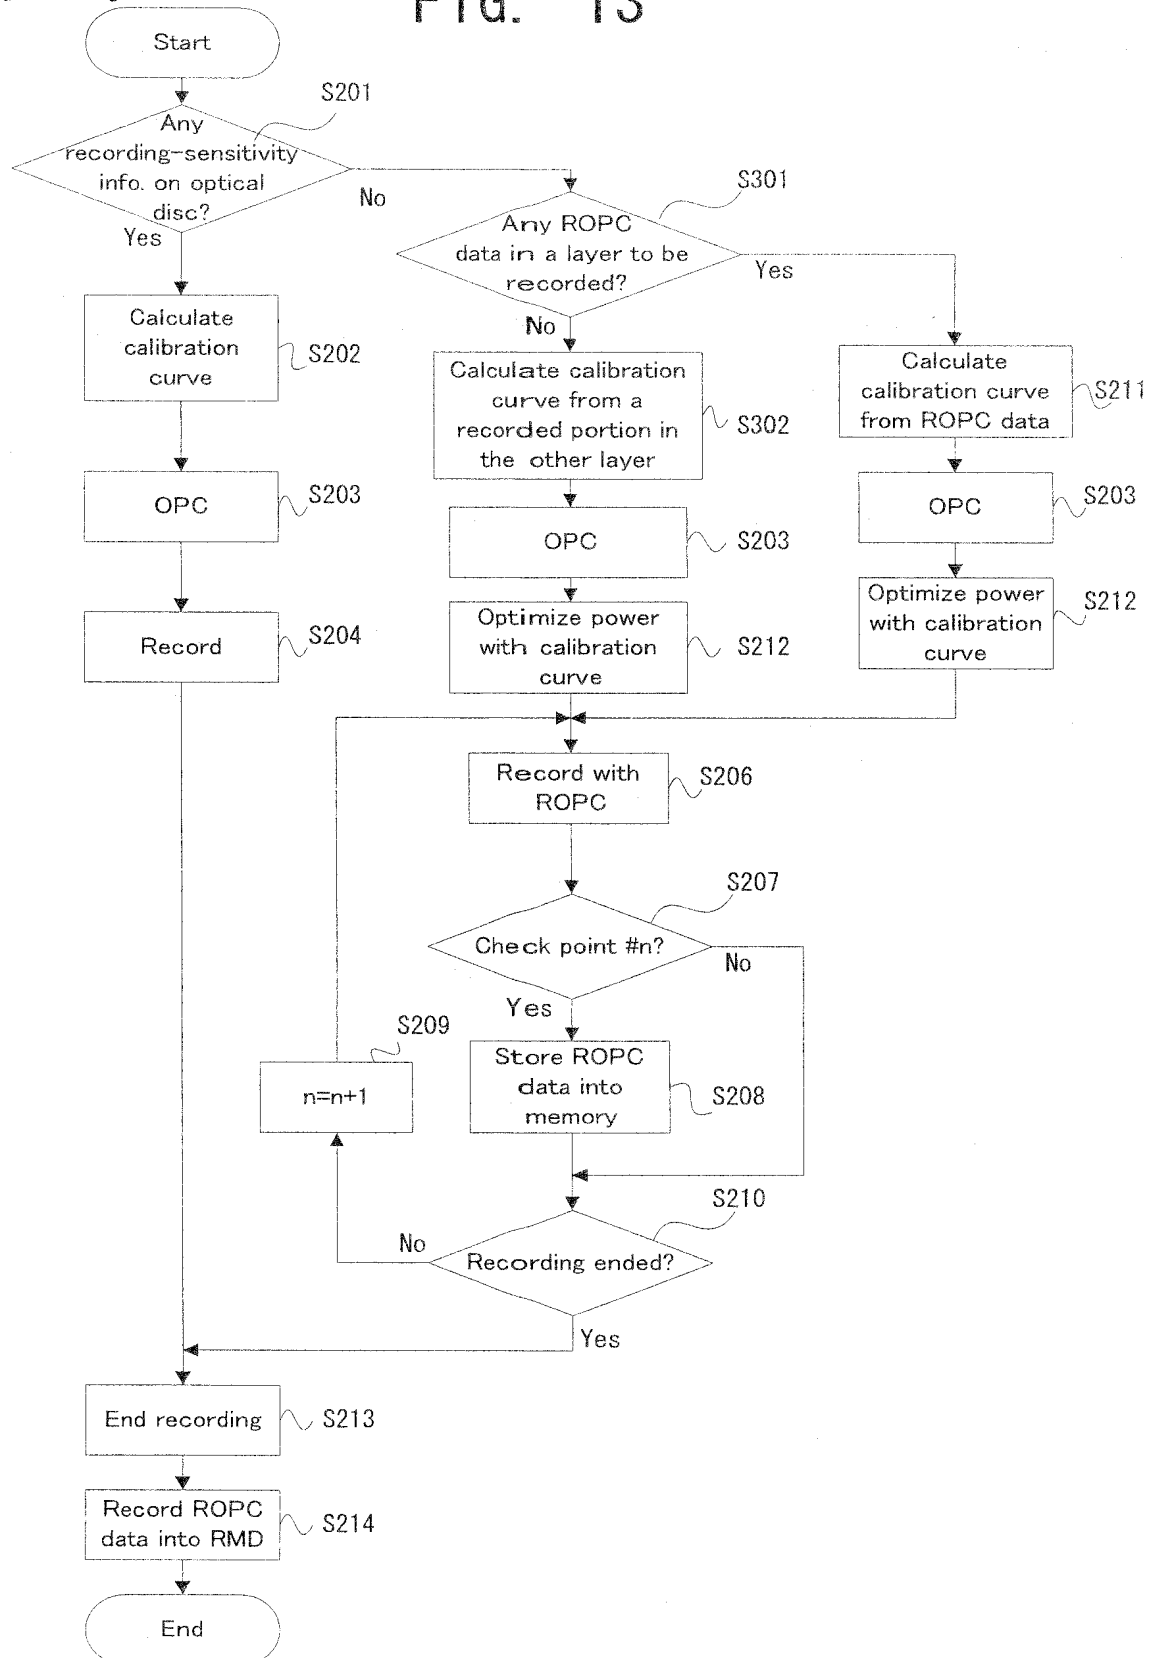 FIG. 13
Start
S201
Any
recording-sensitivity
info. on optical
disc?
No
Yes
S301
Any ROPC
data in a layer to be
recorded?
Yes
No
Calculate
calibration
curve
S202
Calculate calibration
curve from a
recorded portion in
the other layer
S302
Calculate
calibration curve
from ROPC data
S211
OPC
S203
OPC
S203
OPC
S203
Record
S204
Optimize power
with calibration
curve
S212
Optimize power
with calibration
curve
S212
Record with
ROPC
S206
S207
Check point #n?
No
Yes
S209
n=n+1
Store ROPC
data into
memory
S208
S210
No
Recording ended?
Yes
End recording
S213
Record ROPC
data into RMD
S214
End